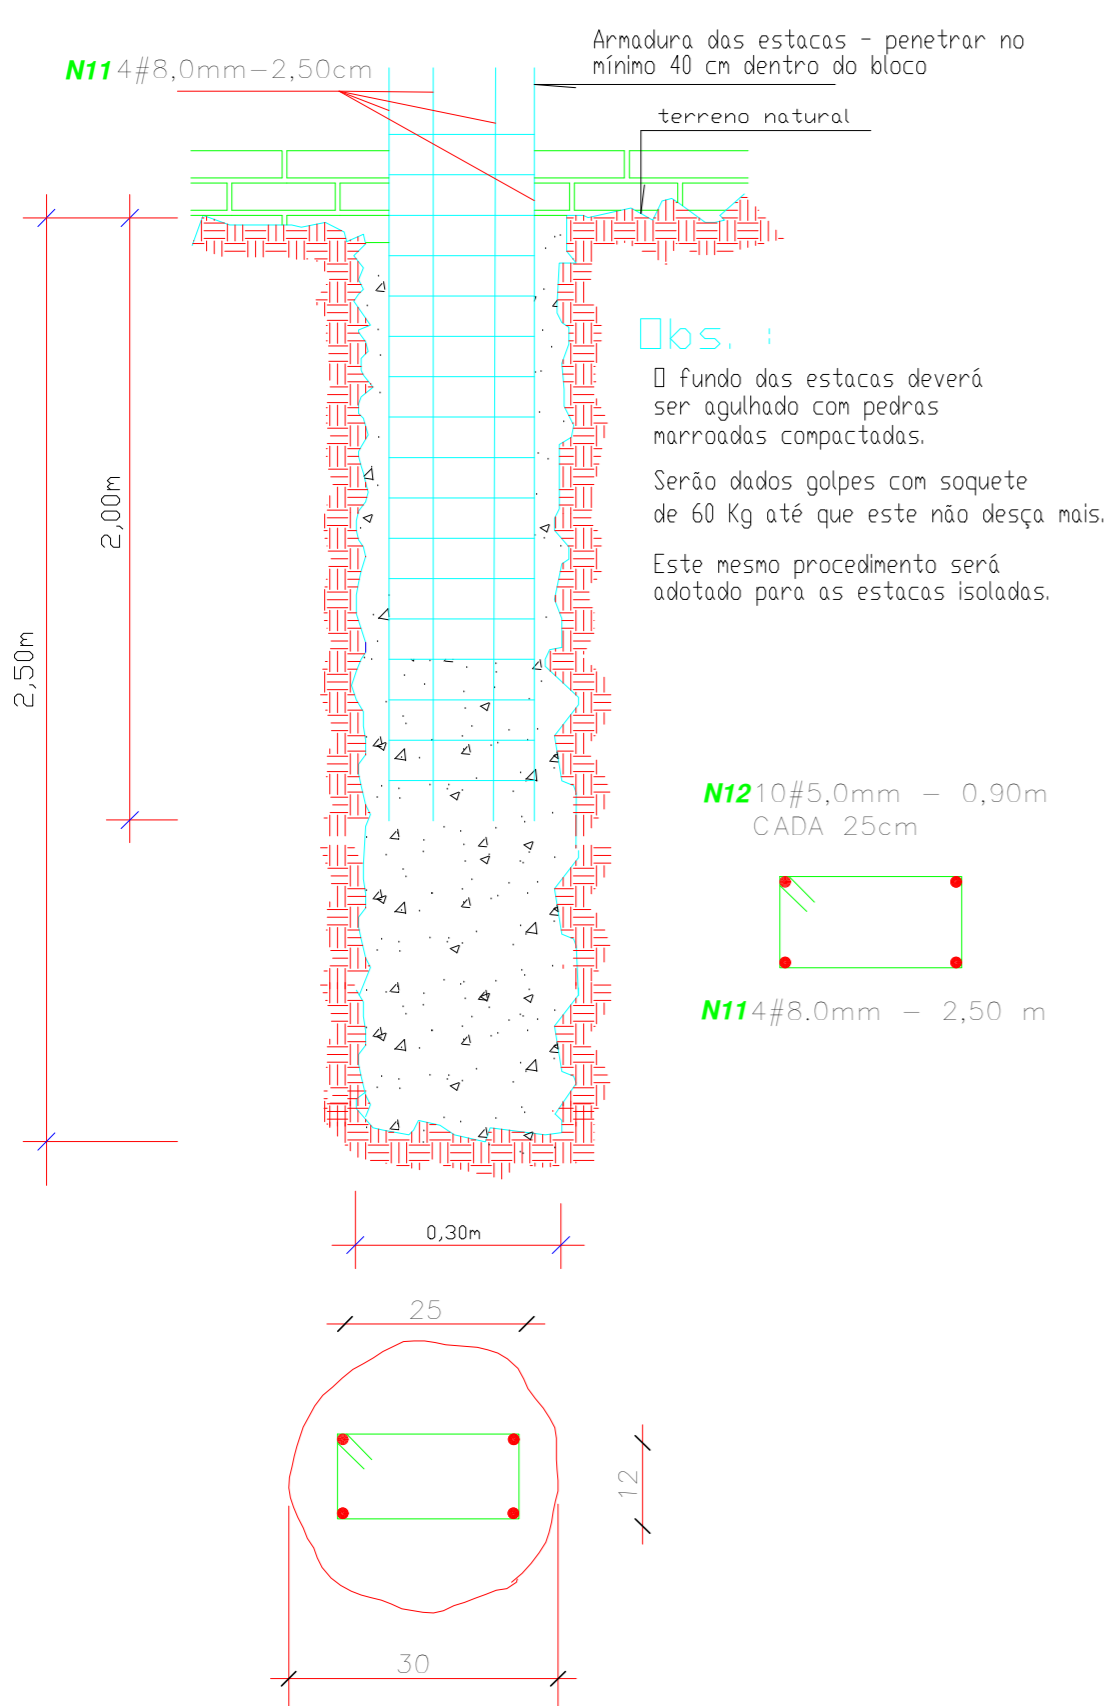 Armadura das estacas - penetrar no
mínimo 40 cm dentro do bloco
N11 4#8,0mm-2,50cm
terreno natural
Obs. :
O fundo das estacas deverá
ser agulhado com pedras
marroadas compactadas.
Serão dados golpes com soquete
de 60 Kg até que este não desça mais.
Este mesmo procedimento será
adotado para as estacas isoladas.
2,00m
2,50m
N12 10#5,0mm - 0,90m
CADA 25cm
N11 4#8.0mm - 2,50 m
0,30m
25
12
30